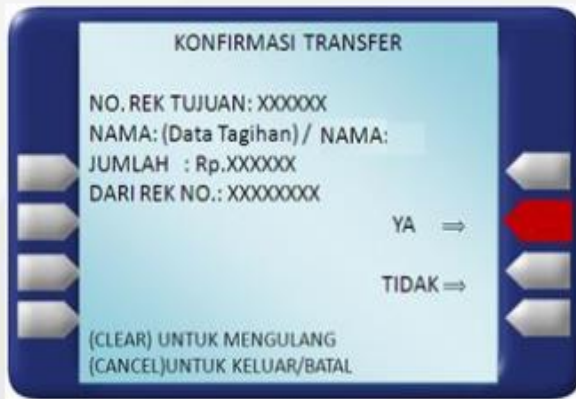 KONFIRMASI TRANSFER
NO. REK TUJUAN: XXXXXX
NAMA: (Data Tagihan) / NAMA:
JUMLAH : Rp.XXXXXX
DARI REK NO.: XXXXXXXX
YA ⇒
TIDAK ⇒
(CLEAR) UNTUK MENGULANG
(CANCEL)UNTUK KELUAR/BATAL